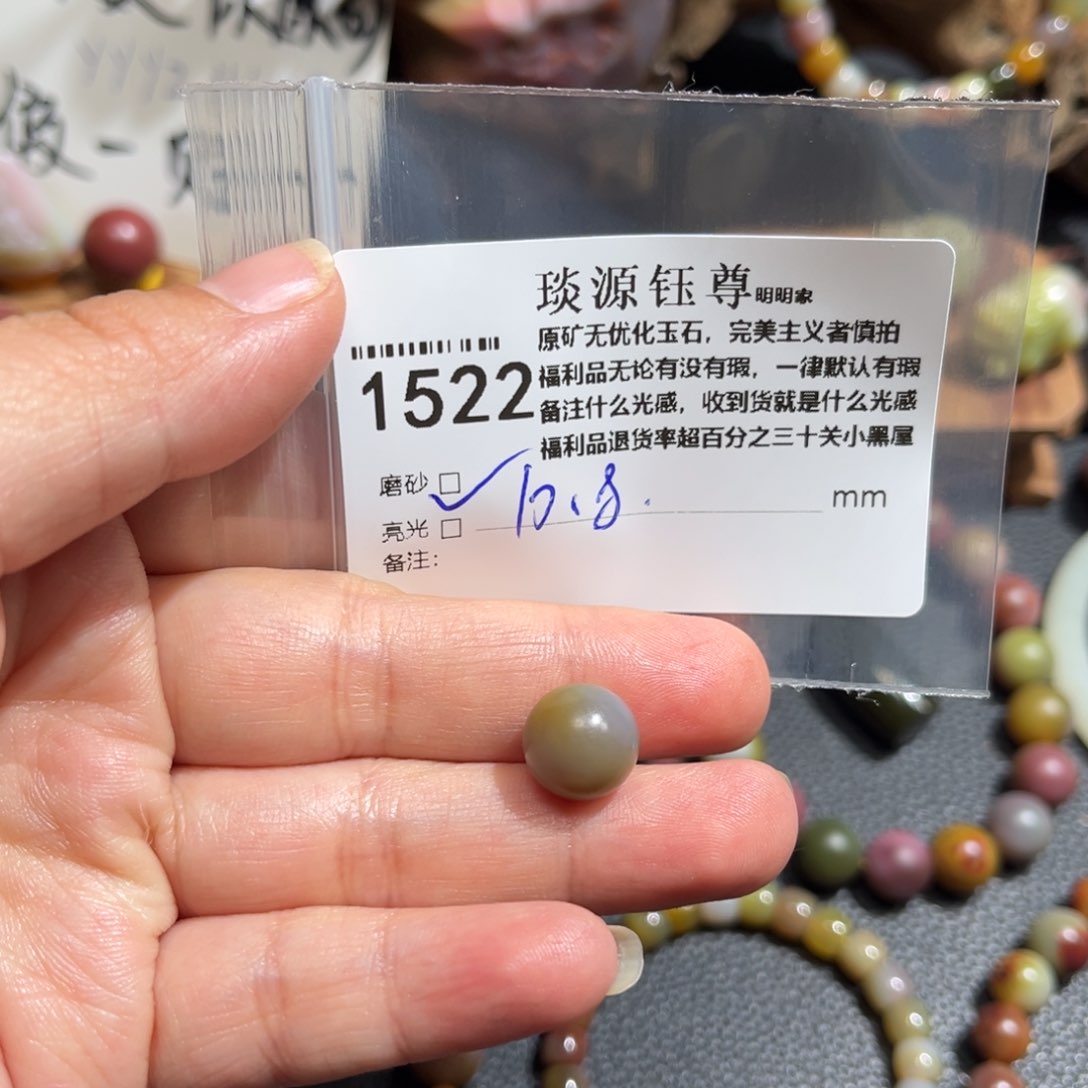 假一
琰源钰尊明明家
原矿无优化玉石，完美主义者慎拍
福利品无论有没有瑕，一律默认有瑕
1522
备注什么光感，收到货就是什么光感
福利品退货率超百分之三十关小黑屋
磨砂 □
10.8. mm
亮光 □
备注：